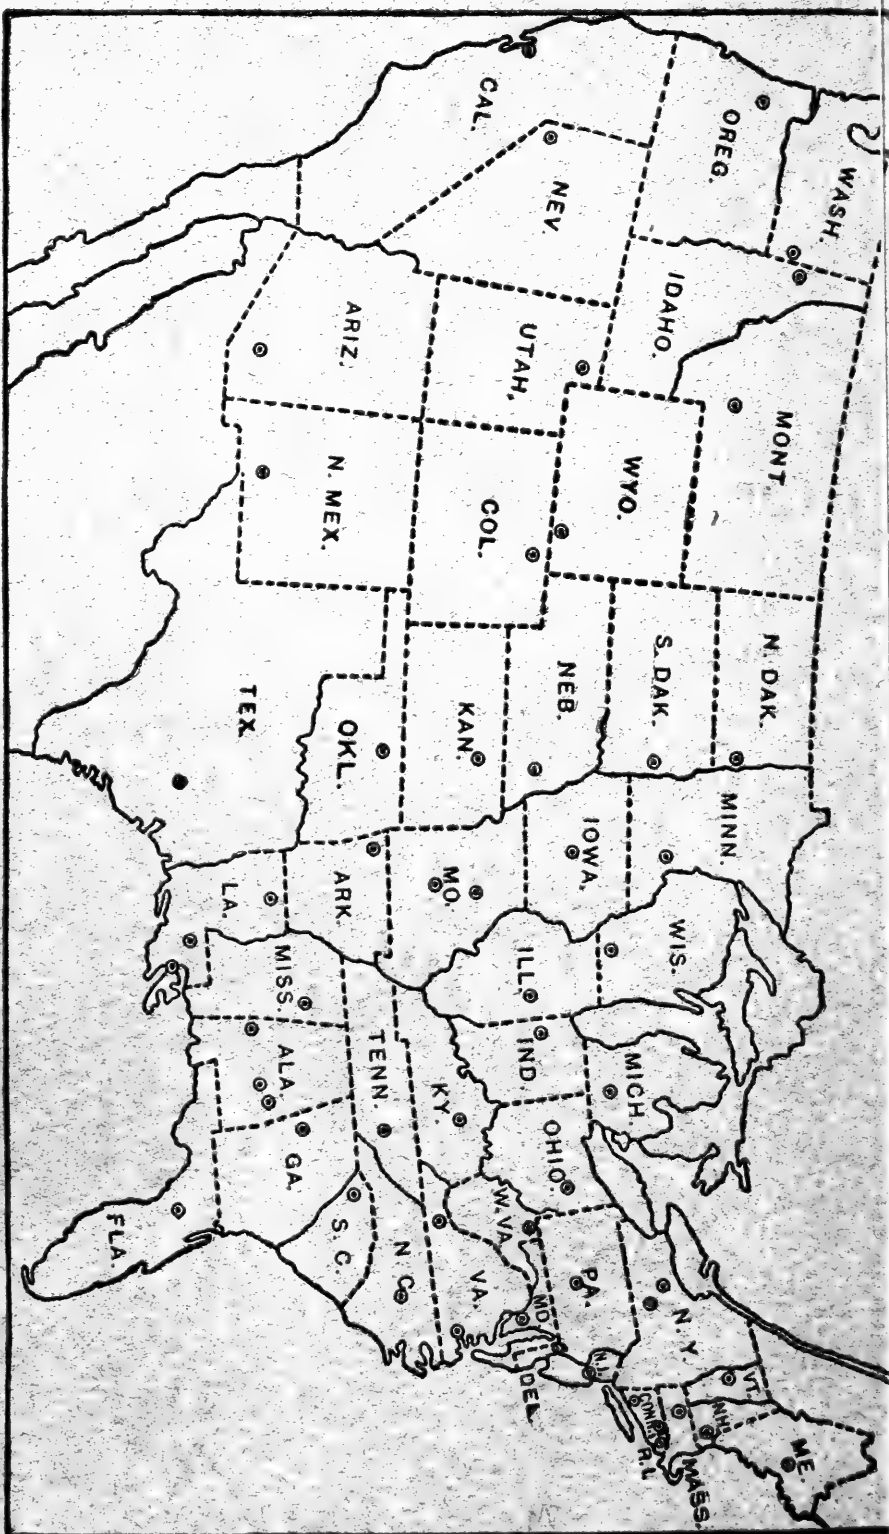 WASH.
OREG.
CAL.
NEV.
IDAHO.
MONT.
UTAH.
ARIZ.
WYO.
COL.
N. MEX.
N. DAK.
S. DAK.
NEB.
KAN.
OKL.
TEX
MINN.
IOWA.
MO.
ARK
LA.
WIS.
ILL.
MISS.
MICH.
IND
KY.
TENN.
ALA.
OHIO.
GA.
FLA.
W. VA.
VA.
N. C.
S. C.
PA.
MD
DEL.
N.J.
N. Y.
VT.
N.H.
ME.
MASS.
CONN.
R.I.